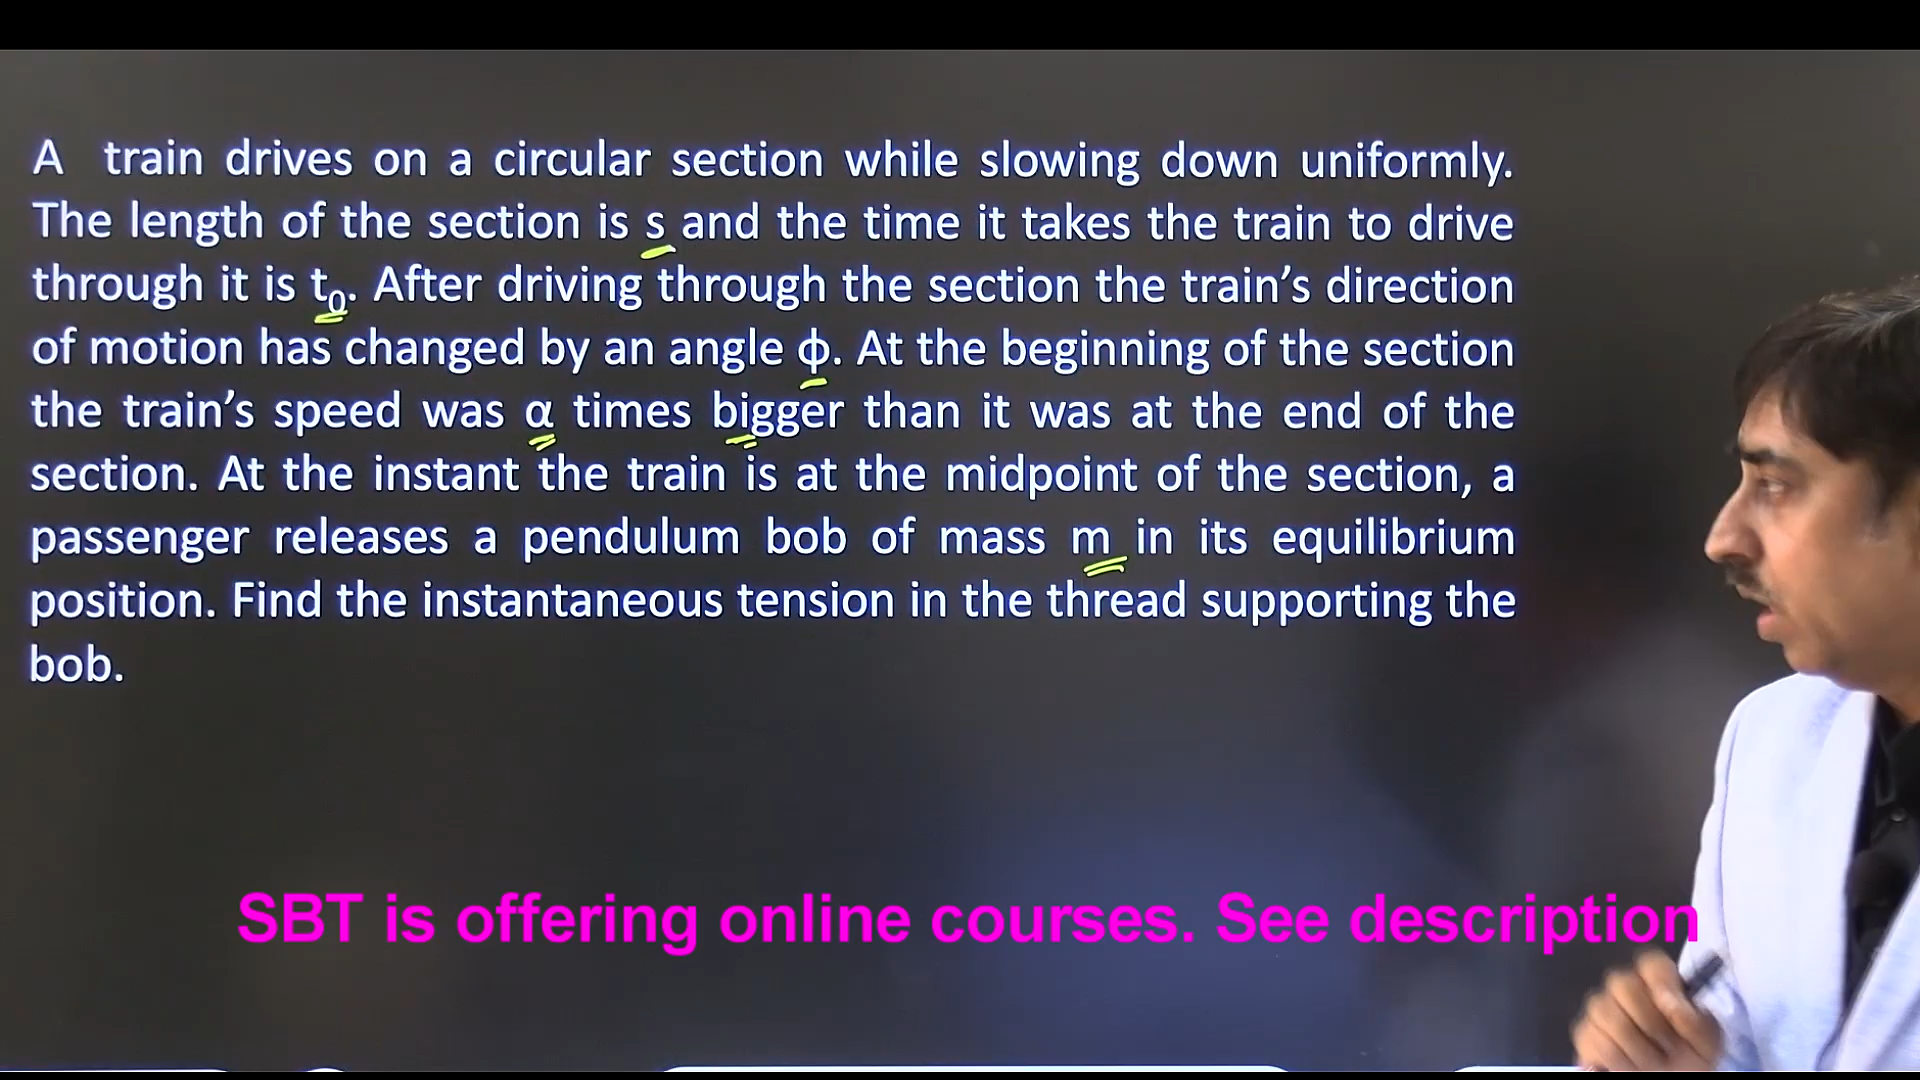 A train drives on a circular section while slowing down uniformly.
The length of the section is s and the time it takes the train to drive
through it is t₀. After driving through the section the train’s direction
of motion has changed by an angle ϕ. At the beginning of the section
the train’s speed was α times bigger than it was at the end of the
section. At the instant the train is at the midpoint of the section, a
passenger releases a pendulum bob of mass m in its equilibrium
position. Find the instantaneous tension in the thread supporting the
bob.
SBT is offering online courses. See description